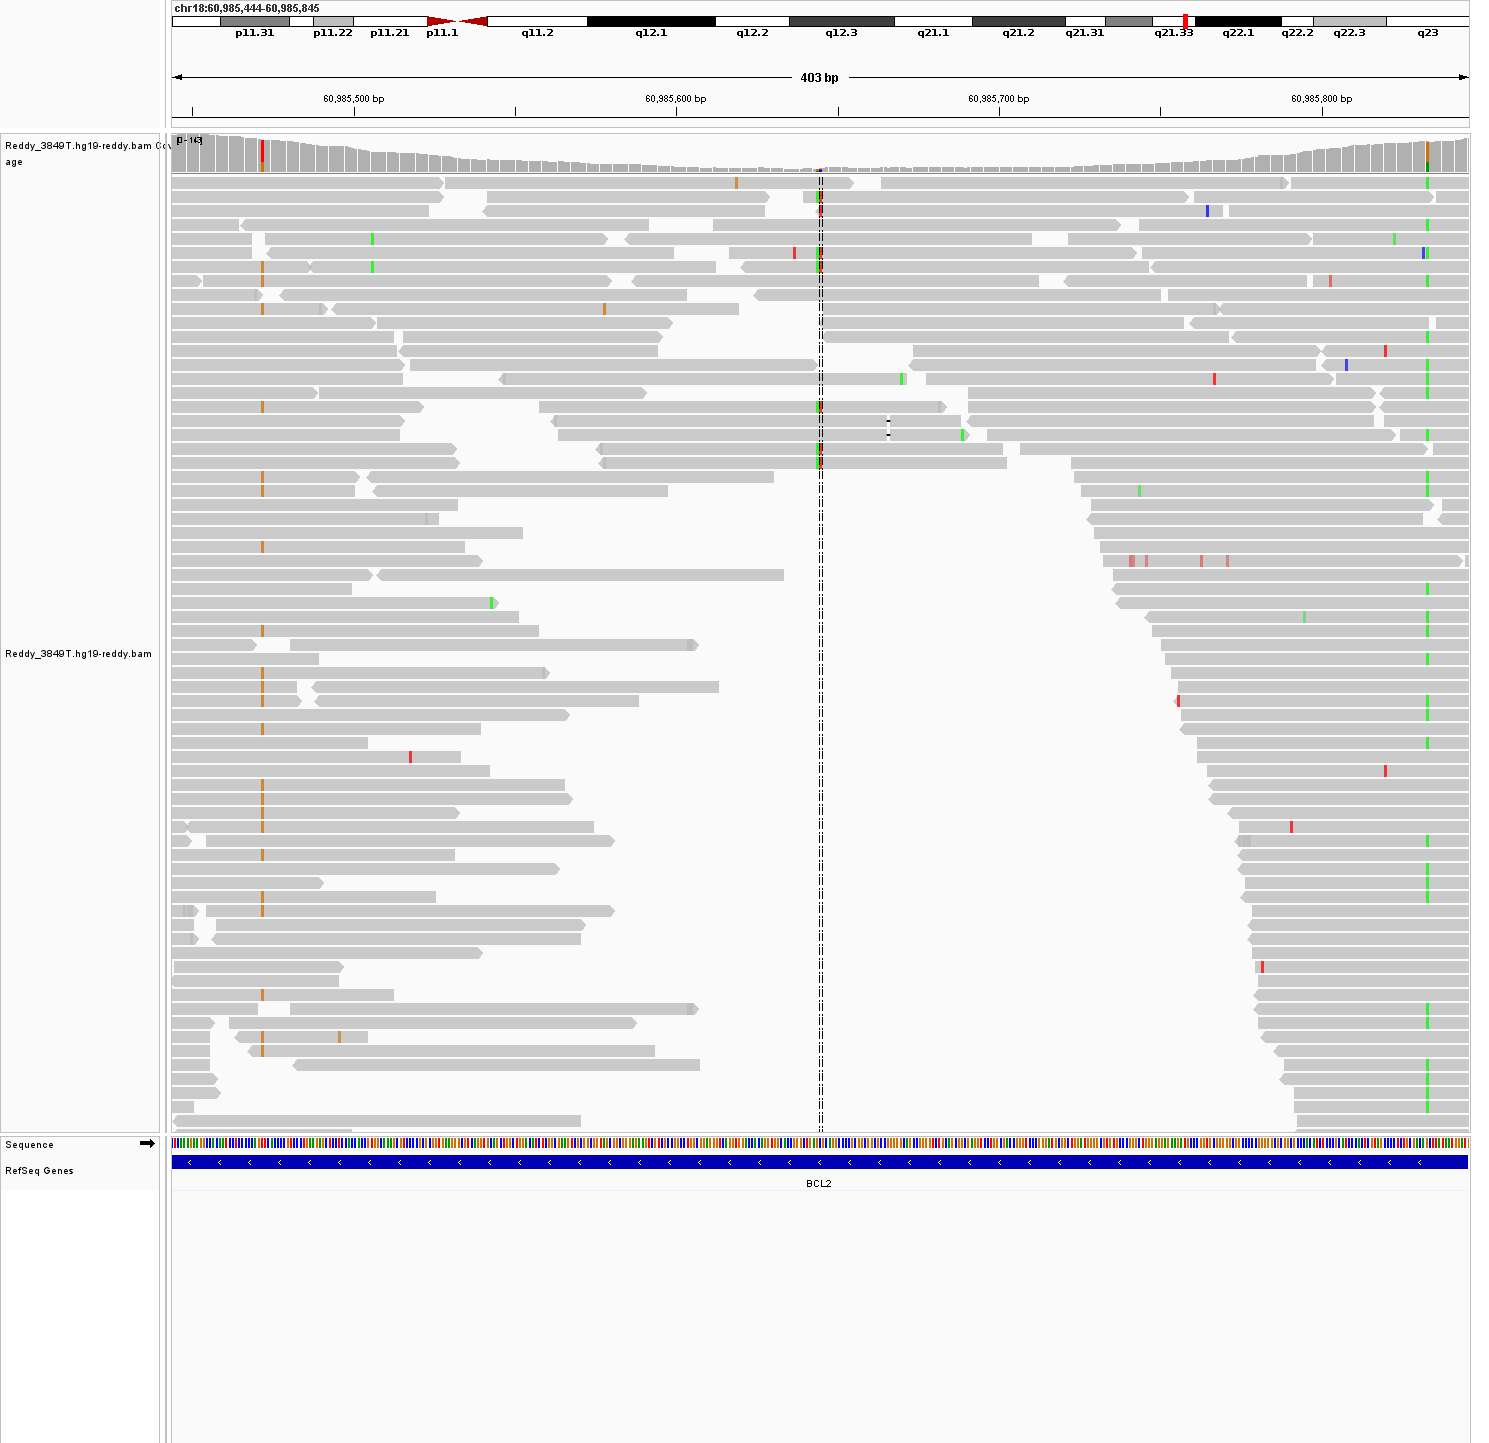 chr18:60,985,444-60,985,845
p11.31 p11.22 p11.21 p11.1 q11.2 q12.1 q12.2 q12.3 q21.1 q21.2 q21.31 q21.33 q22.1 q22.2 q22.3 q23
403 bp
60,985,500 bp 60,985,600 bp 60,985,700 bp 60,985,800 bp
Reddy_3849T.hg19-reddy.bam Cov
age
[0 - 143]
Reddy_3849T.hg19-reddy.bam
Sequence
RefSeq Genes
BCL2